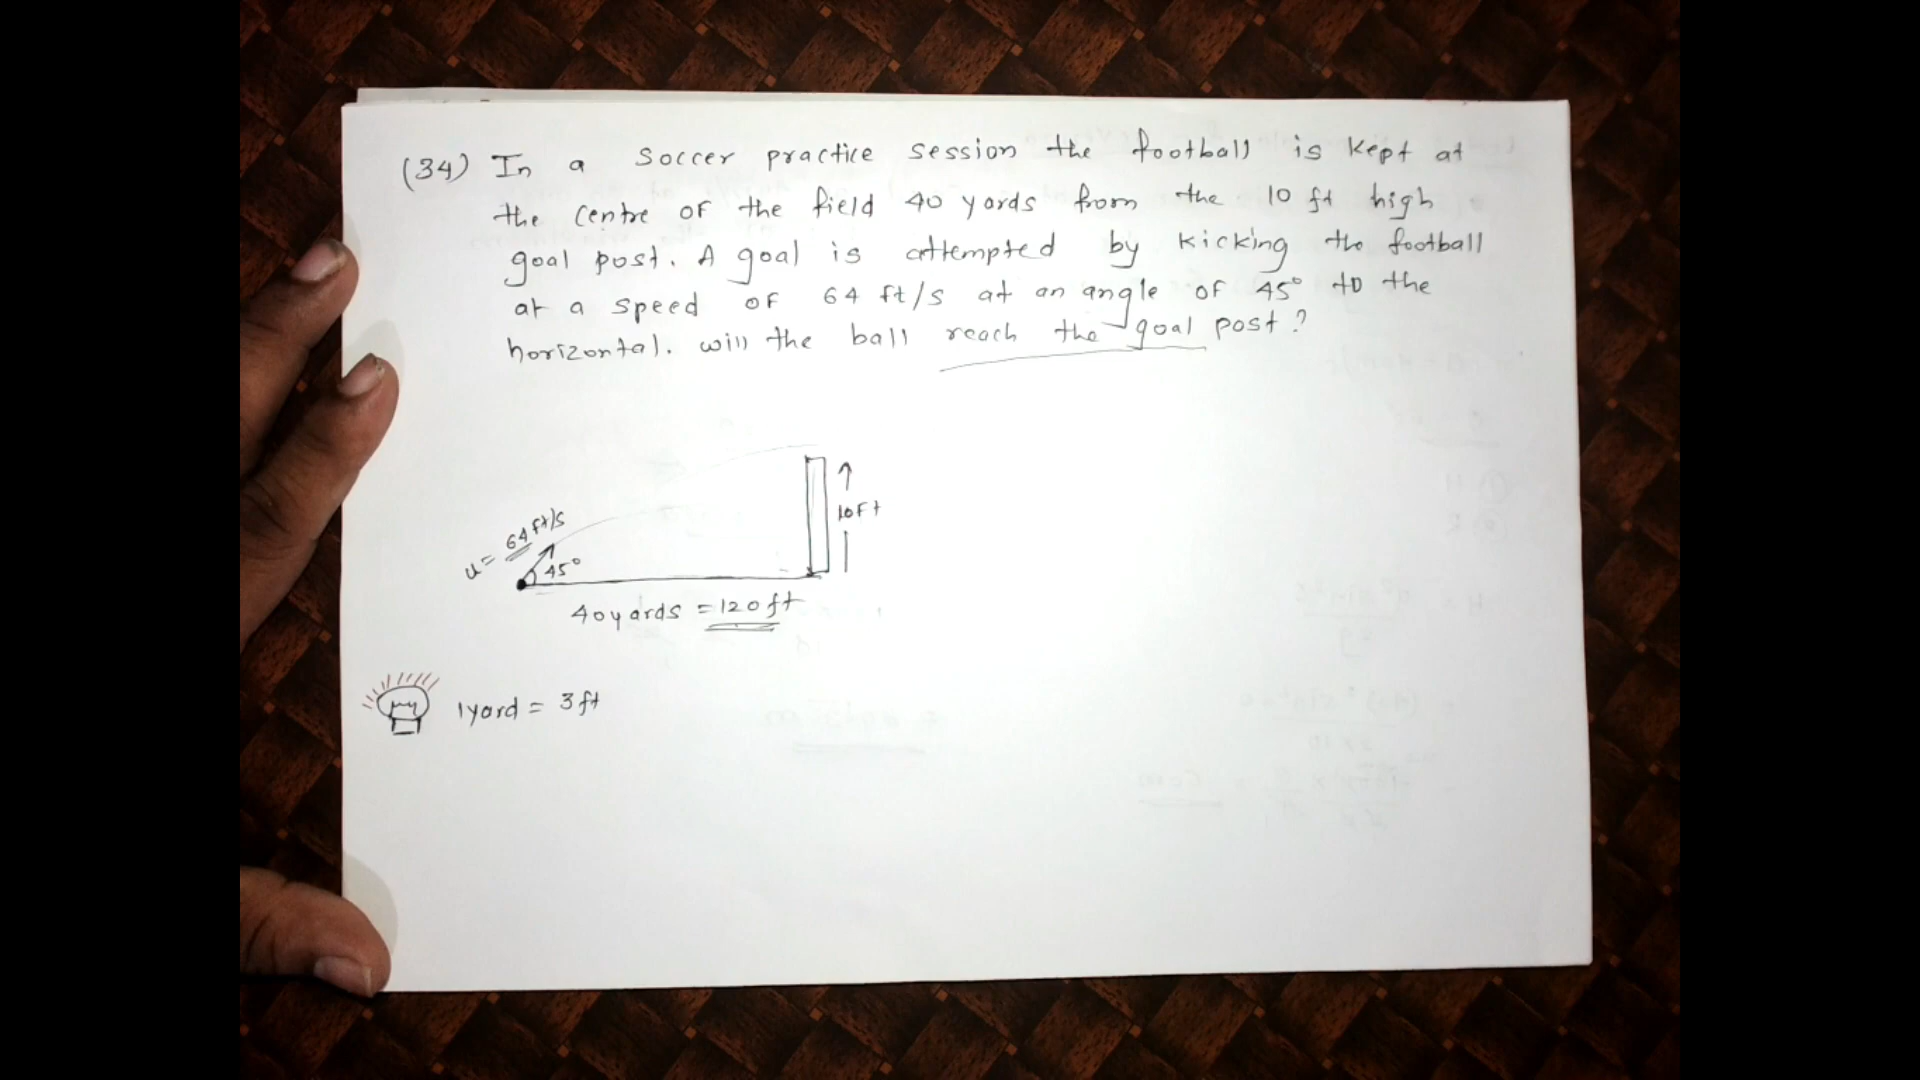 (34) In a soccer practice session the football is kept at
the centre of the field 40 yards from the 10 ft high
goal post. A goal is attempted by kicking the football
at a speed of 64 ft/s at an angle of 45° to the
horizontal. will the ball reach the goal post?
u = 64 ft/s
45°
10 Ft
40 yards = 120 ft
1 yard = 3 ft